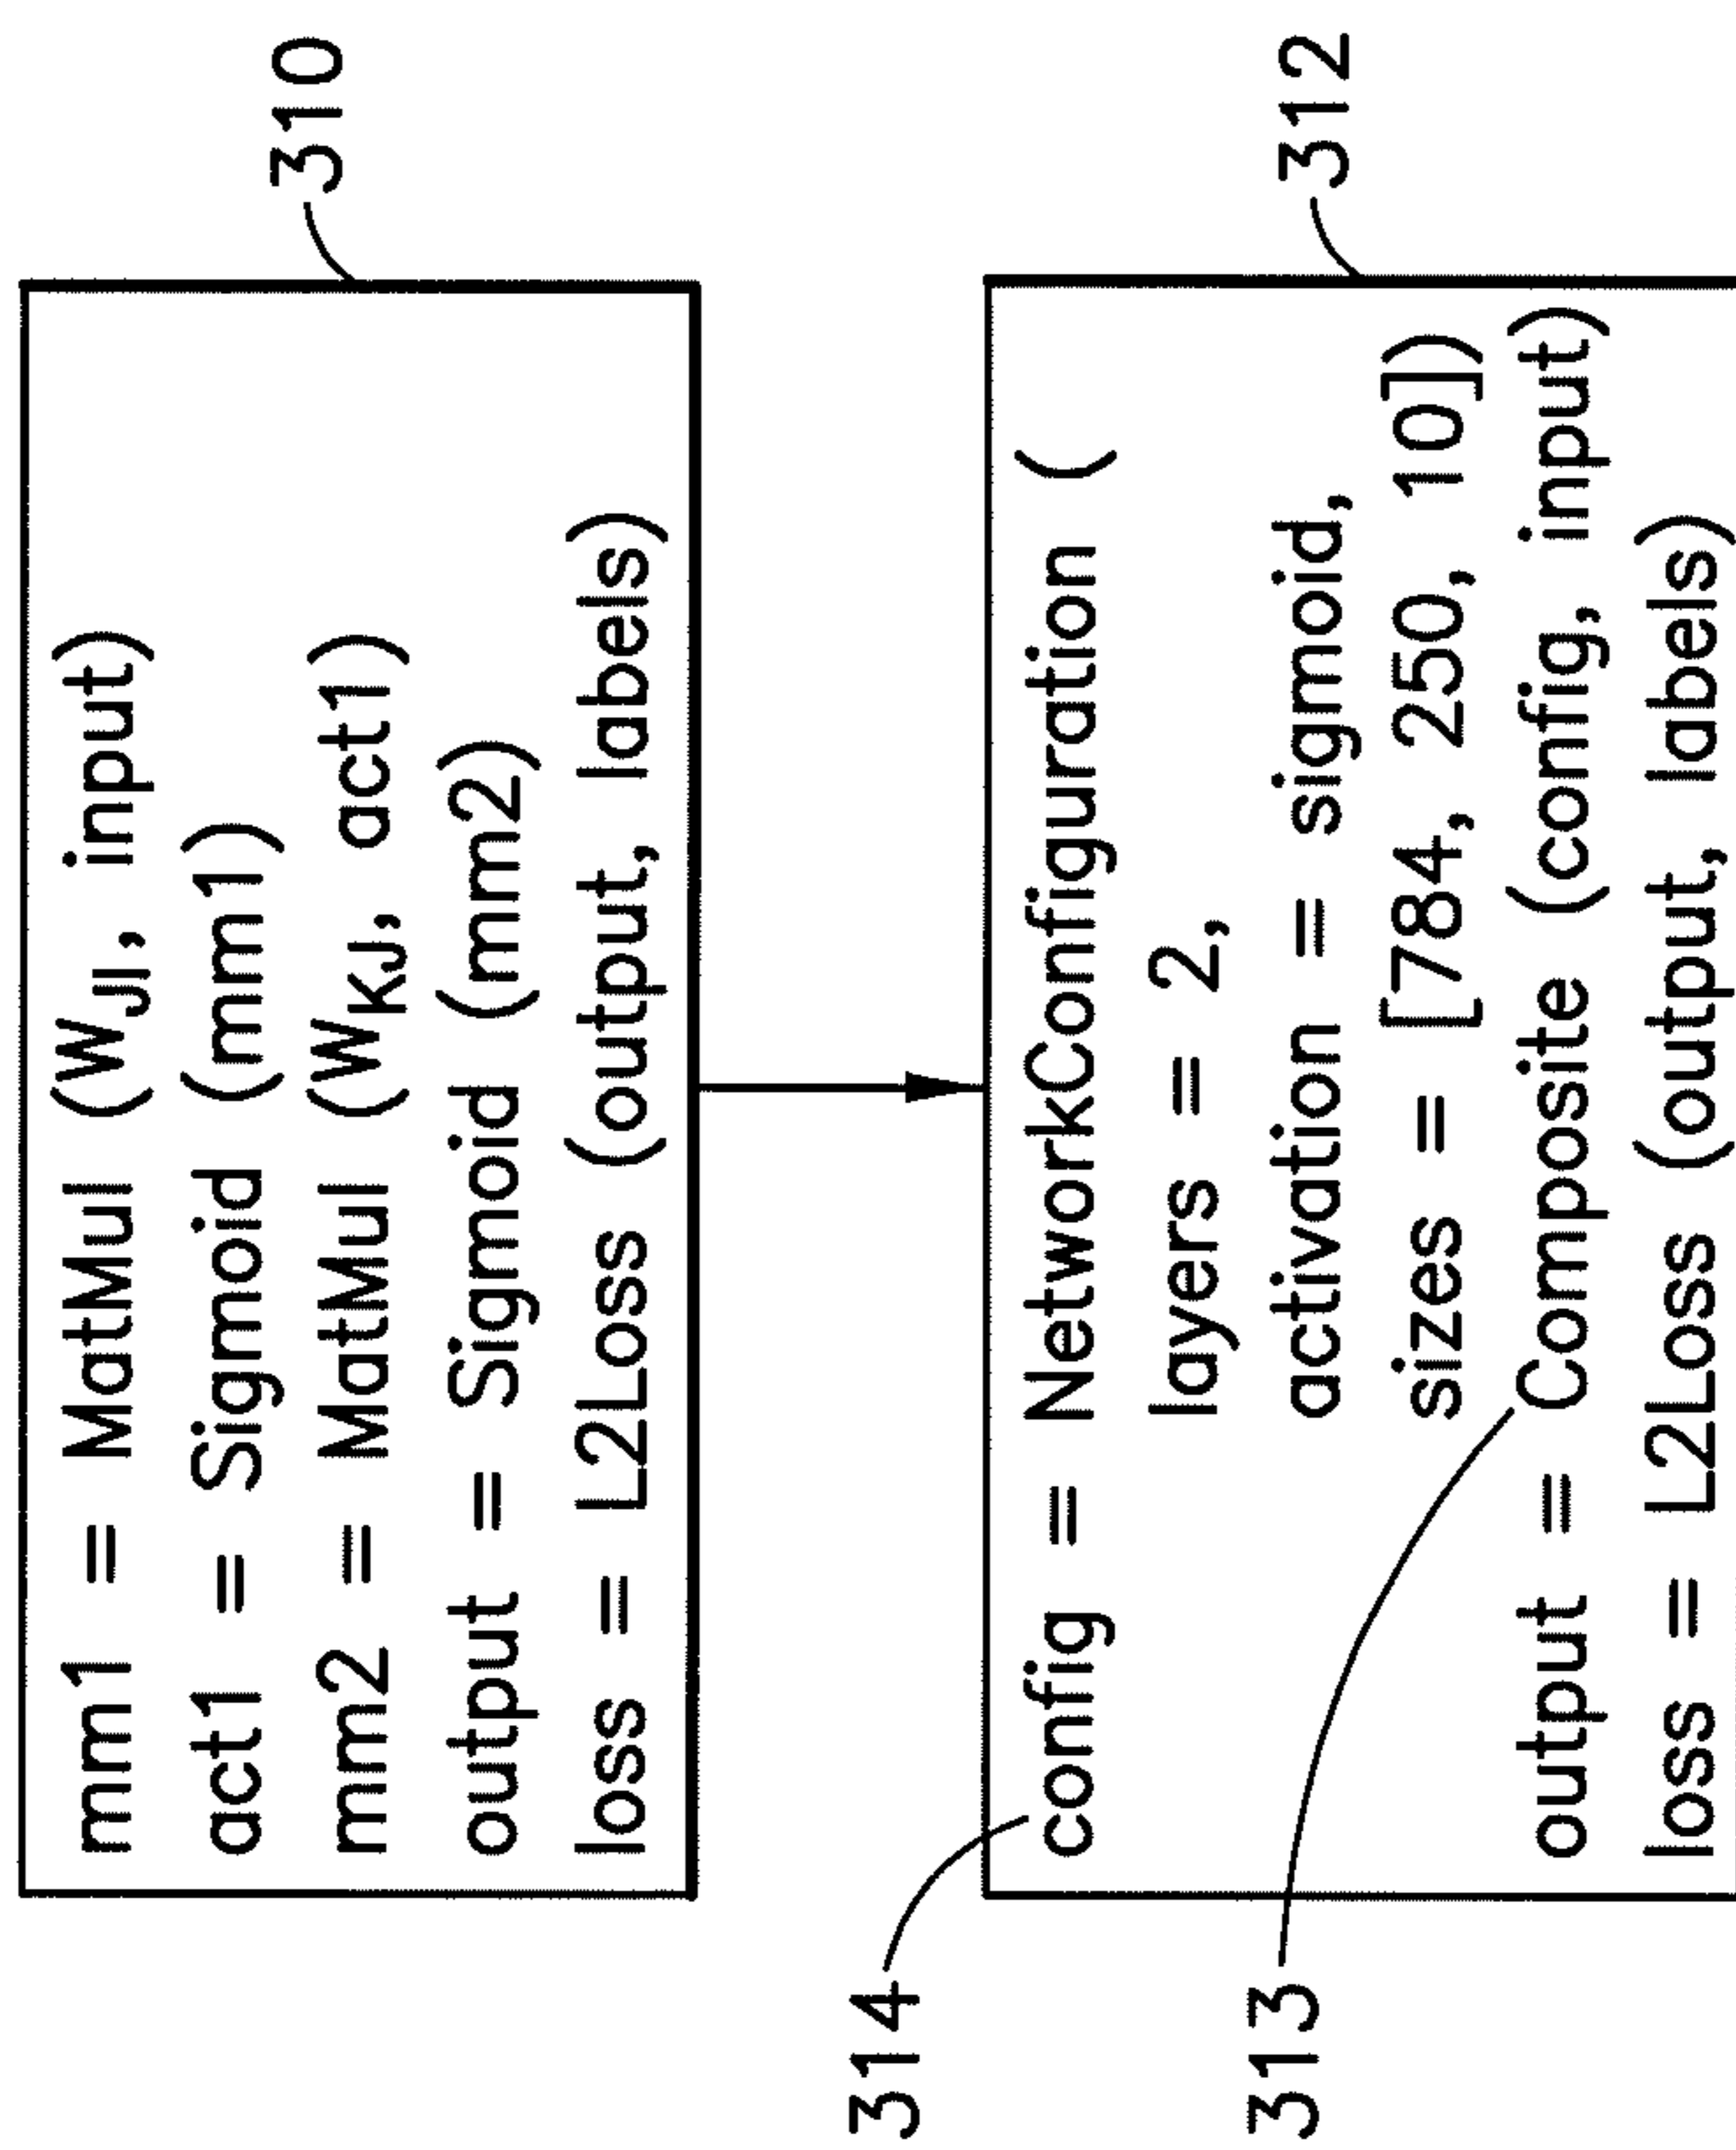 mm1 = MatMul (W_JI, input)
act1 = Sigmoid (mm1)
mm2 = MatMul (W_KJ, act1)
output = Sigmoid (mm2)
loss = L2Loss (output, labels)
310
314
config = NetworkConfiguration (
layers = 2,
activation = sigmoid,
sizes = [784, 250, 10])
313
output = Composite (config, input)
loss = L2Loss (output, labels)
312